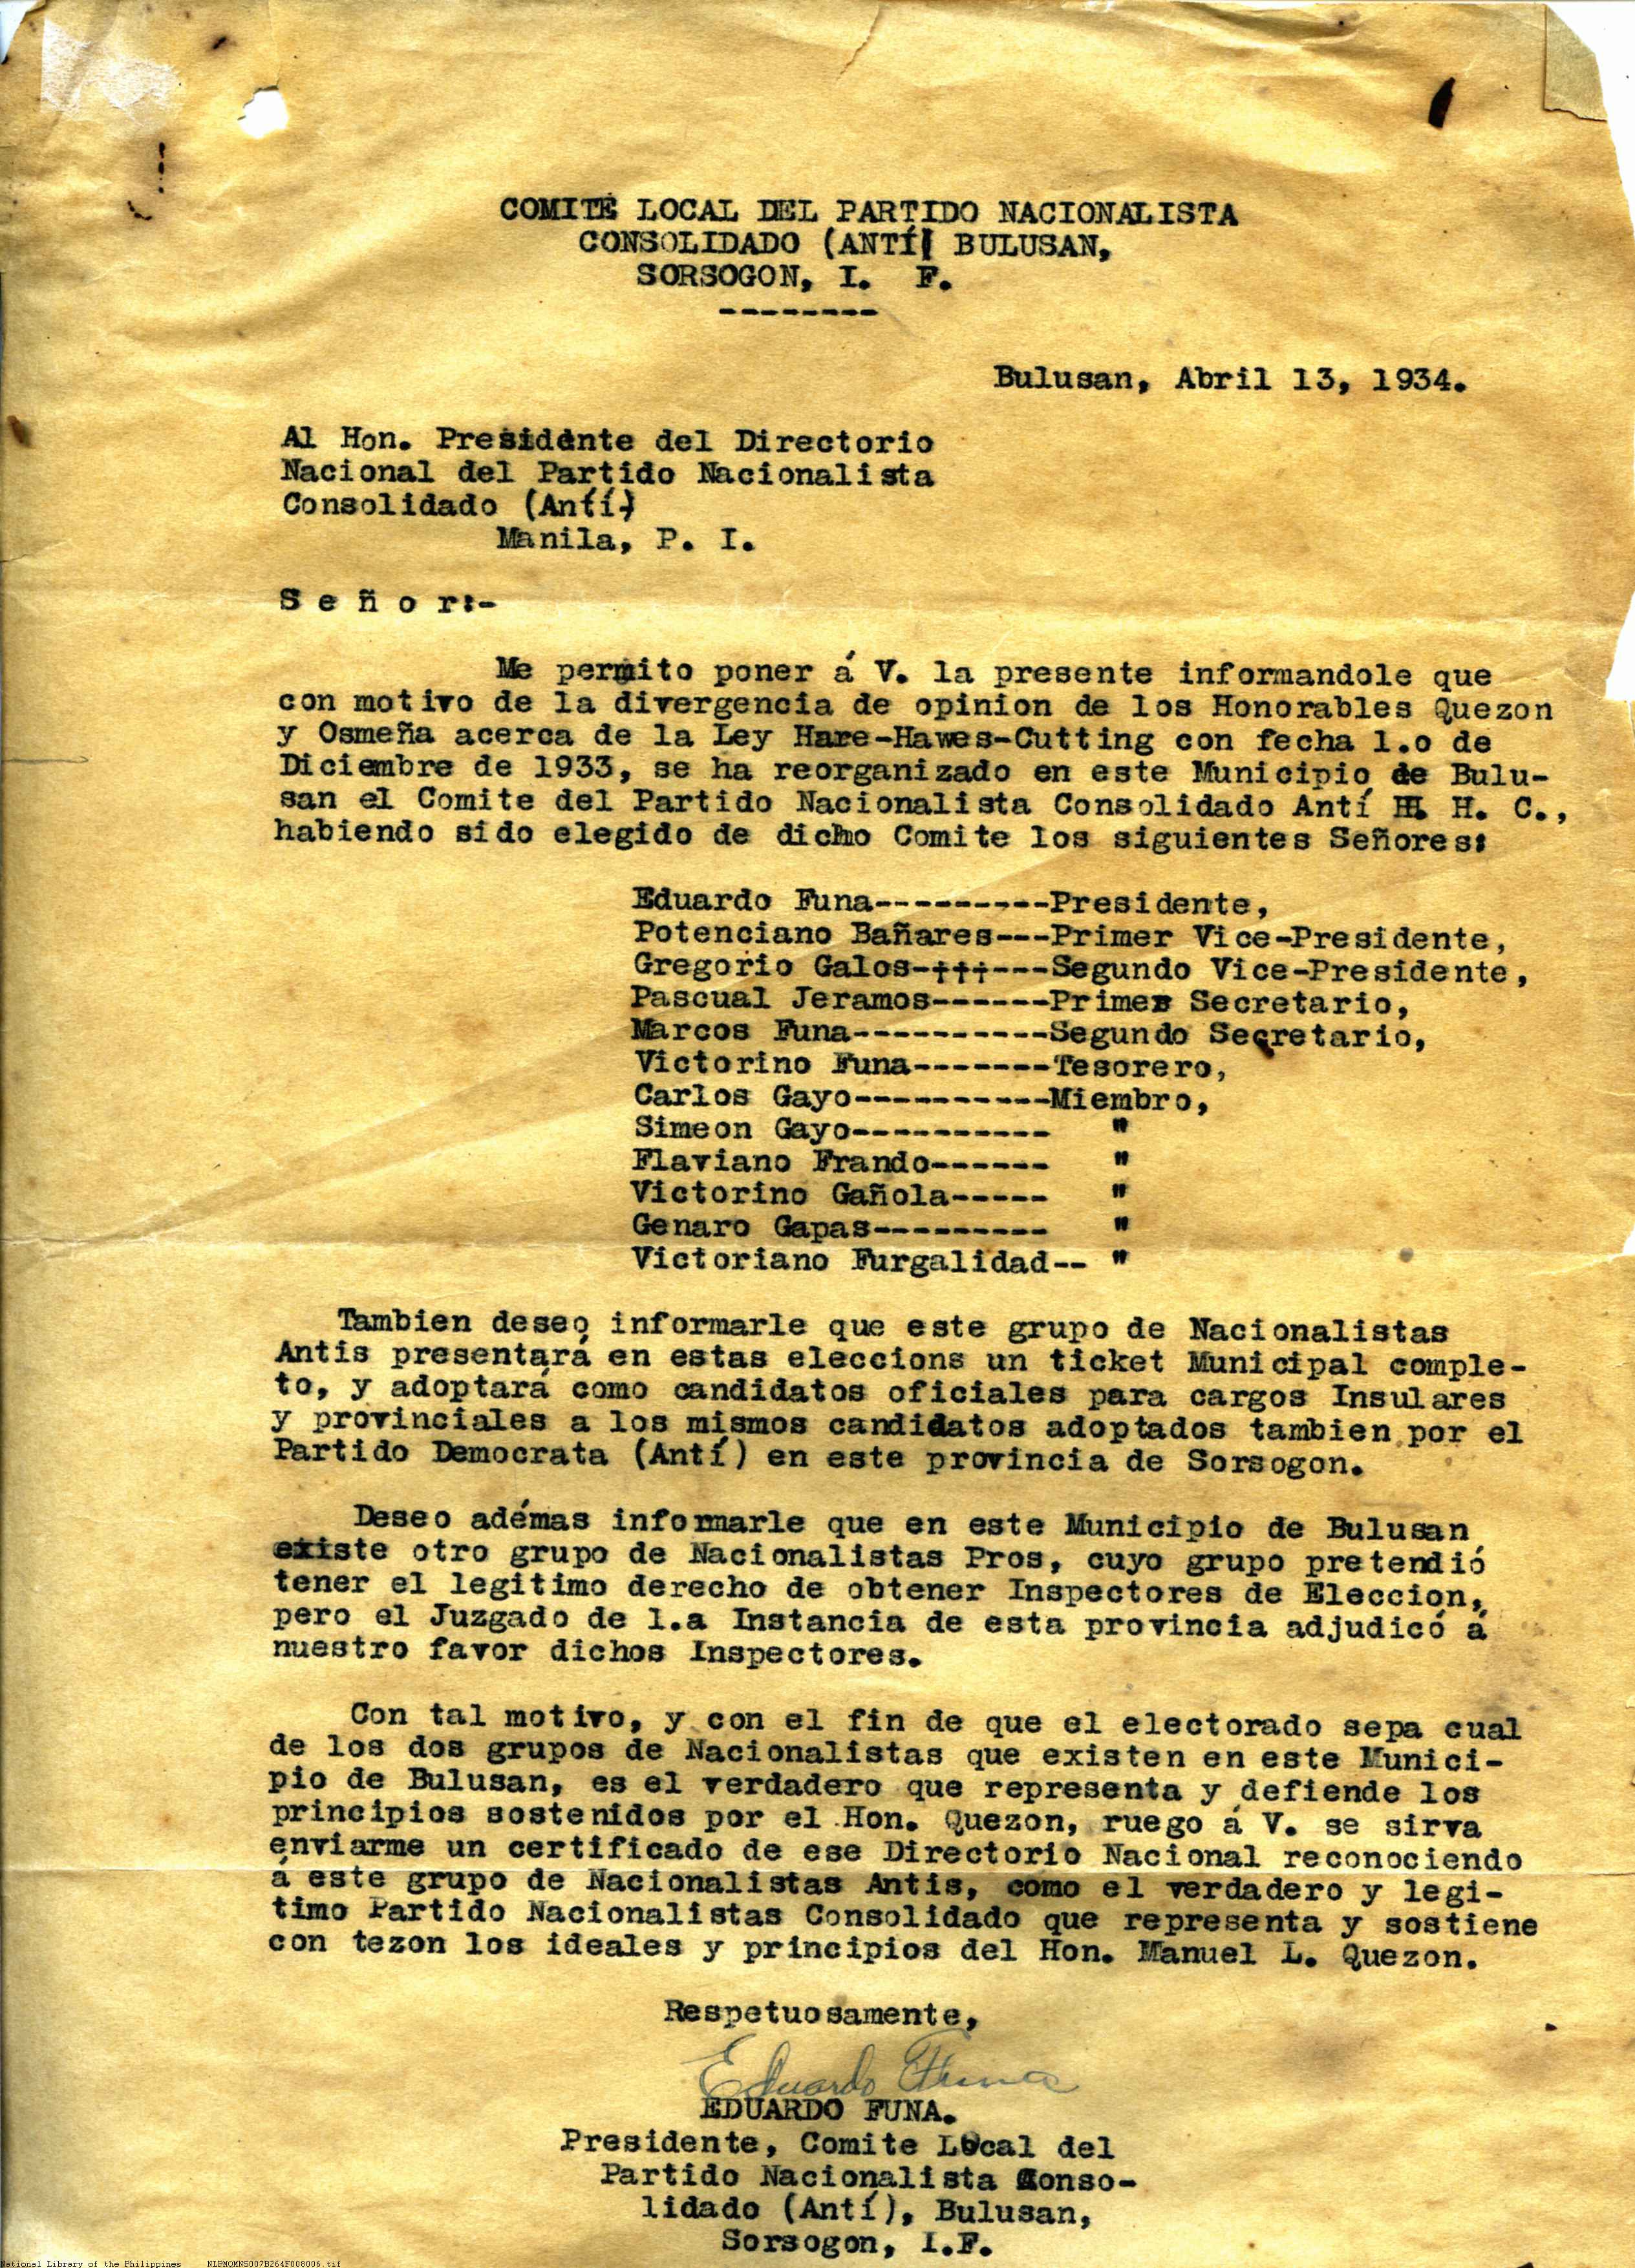 COMITE LOCAL DEL PARTIDO NACIONALISTA
CONSOLIDADO (ANTÍ) BULUSAN,
SORSOGON, I. F.
--------
Bulusan, Abril 13, 1934.
Al Hon. Presidente del Directorio
Nacional del Partido Nacionalista
Consolidado (Antí)
Manila, P. I.
S e ñ o r:-
Me permito poner á V. la presente informandole que
con motivo de la divergencia de opinion de los Honorables Quezon
y Osmeña acerca de la Ley Hare-Hawes-Cutting con fecha 1.o de
Diciembre de 1933, se ha reorganizado en este Municipio de Bulu-
san el Comite del Partido Nacionalista Consolidado Antí H. H. C.,
habiendo sido elegido de dicho Comite los siguientes Señores:
Eduardo Funa---------Presidente,
Potenciano Bañares---Primer Vice-Presidente,
Gregorio Galos-†††---Segundo Vice-Presidente,
Pascual Jeramos------Primer Secretario,
Marcos Funa----------Segundo Secretario,
Victorino Funa-------Tesorero,
Carlos Gayo----------Miembro,
Simeon Gayo---------- "
Flaviano Frando------ "
Victorino Gañola----- "
Genaro Gapas--------- "
Victoriano Furgalidad-- "
Tambien deseo informarle que este grupo de Nacionalistas
Antis presentará en estas eleccions un ticket Municipal comple-
to, y adoptará como candidatos oficiales para cargos Insulares
y provinciales a los mismos candidatos adoptados tambien por el
Partido Democrata (Antí) en este provincia de Sorsogon.
Deseo adémas informarle que en este Municipio de Bulusan
existe otro grupo de Nacionalistas Pros, cuyo grupo pretendió
tener el legitimo derecho de obtener Inspectores de Eleccion,
pero el Juzgado de 1.a Instancia de esta provincia adjudicó á
nuestro favor dichos Inspectores.
Con tal motivo, y con el fin de que el electorado sepa cual
de los dos grupos de Nacionalistas que existen en este Munici-
pio de Bulusan, es el verdadero que representa y defiende los
principios sostenidos por el Hon. Quezon, ruego á V. se sirva
enviarme un certificado de ese Directorio Nacional reconociendo
á este grupo de Nacionalistas Antis, como el verdadero y legi-
timo Partido Nacionalistas Consolidado que representa y sostiene
con tezon los ideales y principios del Hon. Manuel L. Quezon.
Respetuosamente,
Eduardo Funa
EDUARDO FUNA.
Presidente, Comite Local del
Partido Nacionalista Conso-
lidado (Antí), Bulusan,
Sorsogon, I.F.
National Library of the Philippines NLPMQMNS007B264F008006.tif